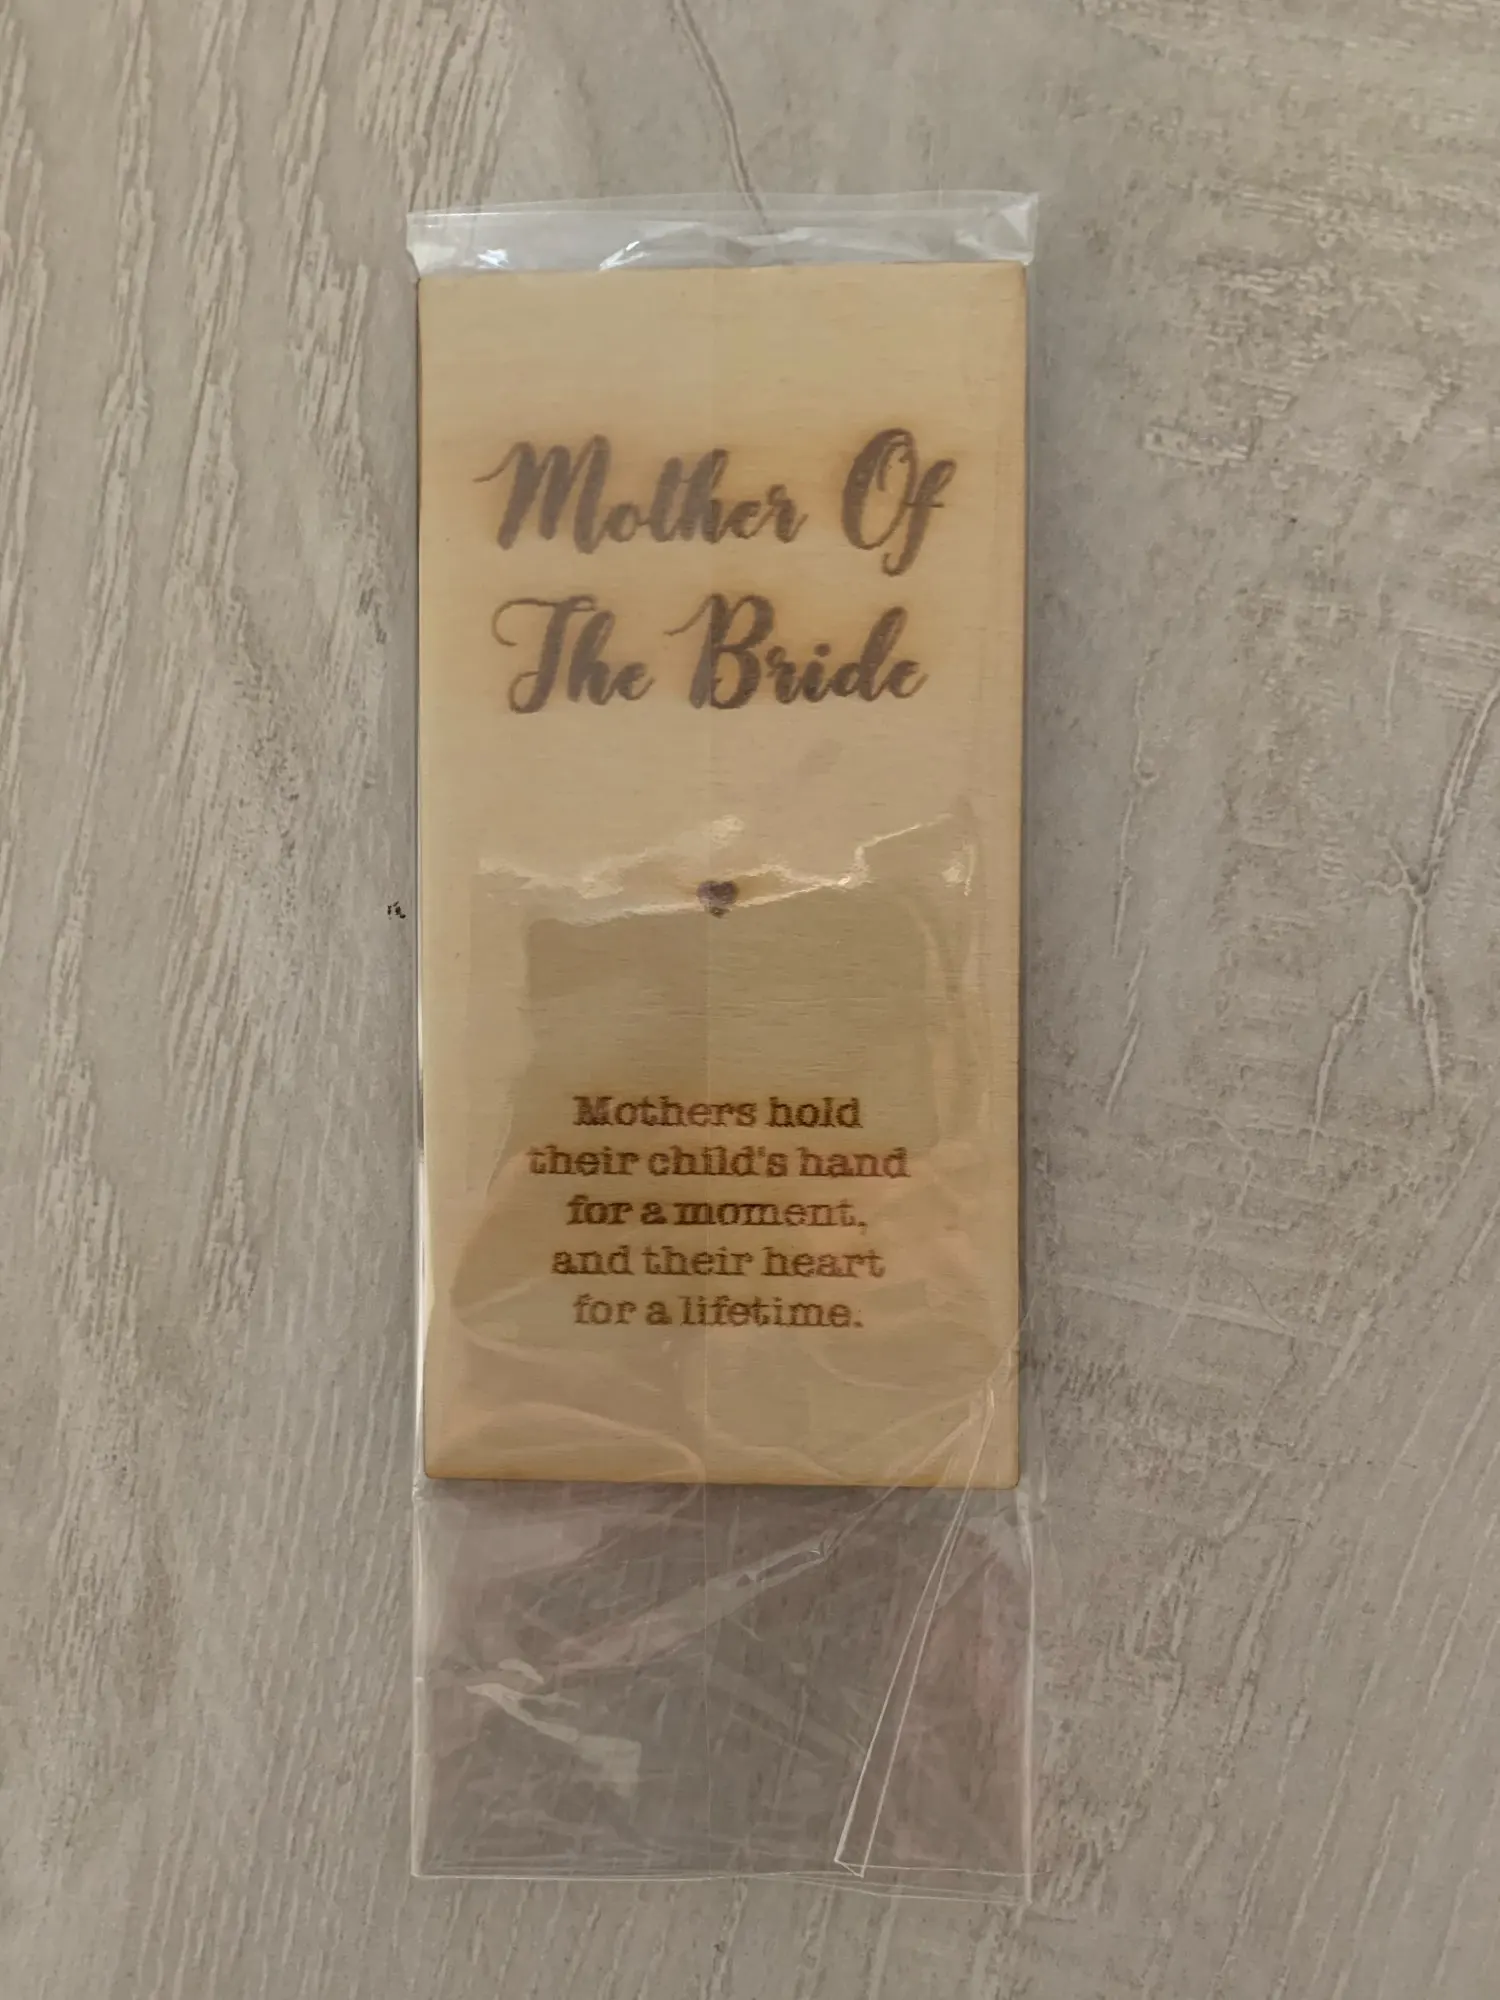 Mother Of
The Bride
Mothers hold
their child's hand
for a moment,
and their heart
for a lifetime.